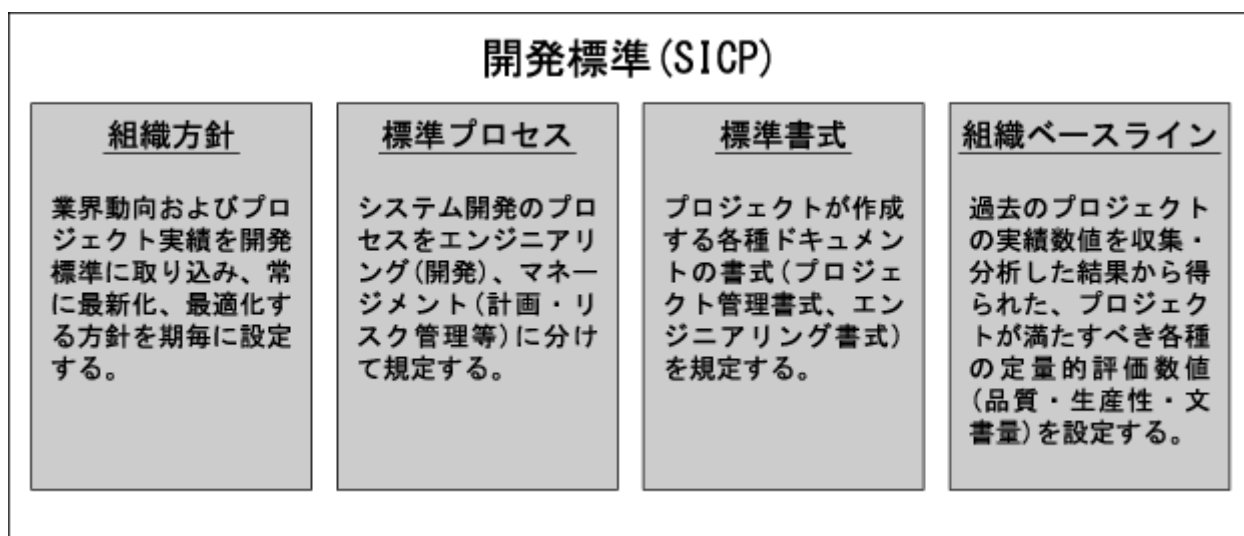 開発標準(SICP)
組織方針
業界動向およびプロ
ジェクト実績を開発
標準に取り込み、常
に最新化、最適化す
る方針を期毎に設定
する。
標準プロセス
システム開発のプロ
セスをエンジニアリ
ング(開発)、マネー
ジメント(計画・リ
スク管理等)に分け
て規定する。
標準書式
プロジェクトが作成
する各種ドキュメン
トの書式(プロジェ
クト管理書式、エン
ジニアリング書式)
を規定する。
組織ベースライン
過去のプロジェクト
の実績数値を収集・
分析した結果から得
られた、プロジェク
トが満たすべき各種
の定量的評価数値
(品質・生産性・文
書量)を設定する。